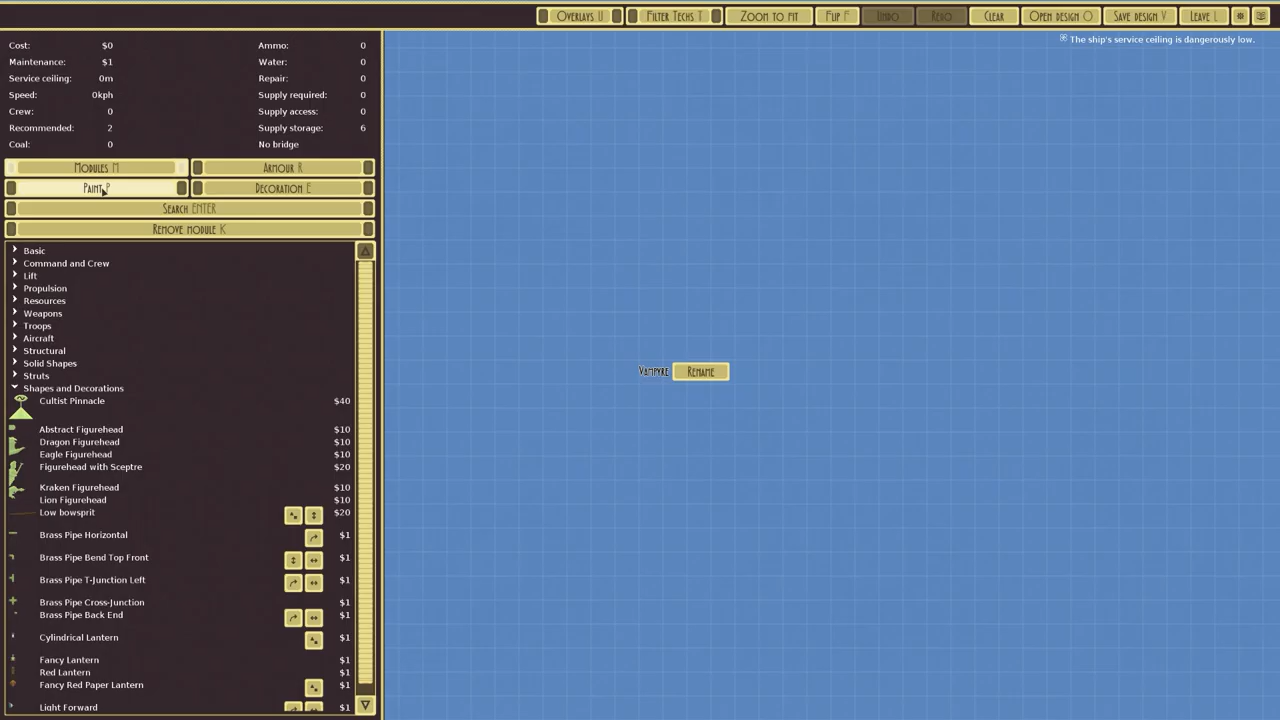 OVERLAYS U FILTER TECHS T ZOOM TO FIT FLIP F UNDO REDO CLEAR OPEN DESIGN O SAVE DESIGN V LEAVE L
The ship's service ceiling is dangerously low.
Cost: $0 Ammo: 0
Maintenance: $1 Water: 0
Service ceiling: 0m Repair: 0
Speed: 0kph Supply required: 0
Crew: 0 Supply access: 0
Recommended: 2 Supply storage: 6
Coal: 0 No bridge
MODULES M ARMOUR R
PAINT P DECORATION E
SEARCH ENTER
REMOVE MODULE K
Basic
Command and Crew
Lift
Propulsion
Resources
Weapons
Troops
Aircraft
Structural
Solid Shapes
Struts
Shapes and Decorations
Cultist Pinnacle $40
Abstract Figurehead $10
Dragon Figurehead $10
Eagle Figurehead $10
Figurehead with Sceptre $20
Kraken Figurehead $10
Lion Figurehead $10
Low bowsprit $20
Brass Pipe Horizontal $1
Brass Pipe Bend Top Front $1
Brass Pipe T-Junction Left $1
Brass Pipe Cross-Junction $1
Brass Pipe Back End $1
Cylindrical Lantern $1
Fancy Lantern $1
Red Lantern $1
Fancy Red Paper Lantern $1
Light Forward $1
VAMPYRE RENAME